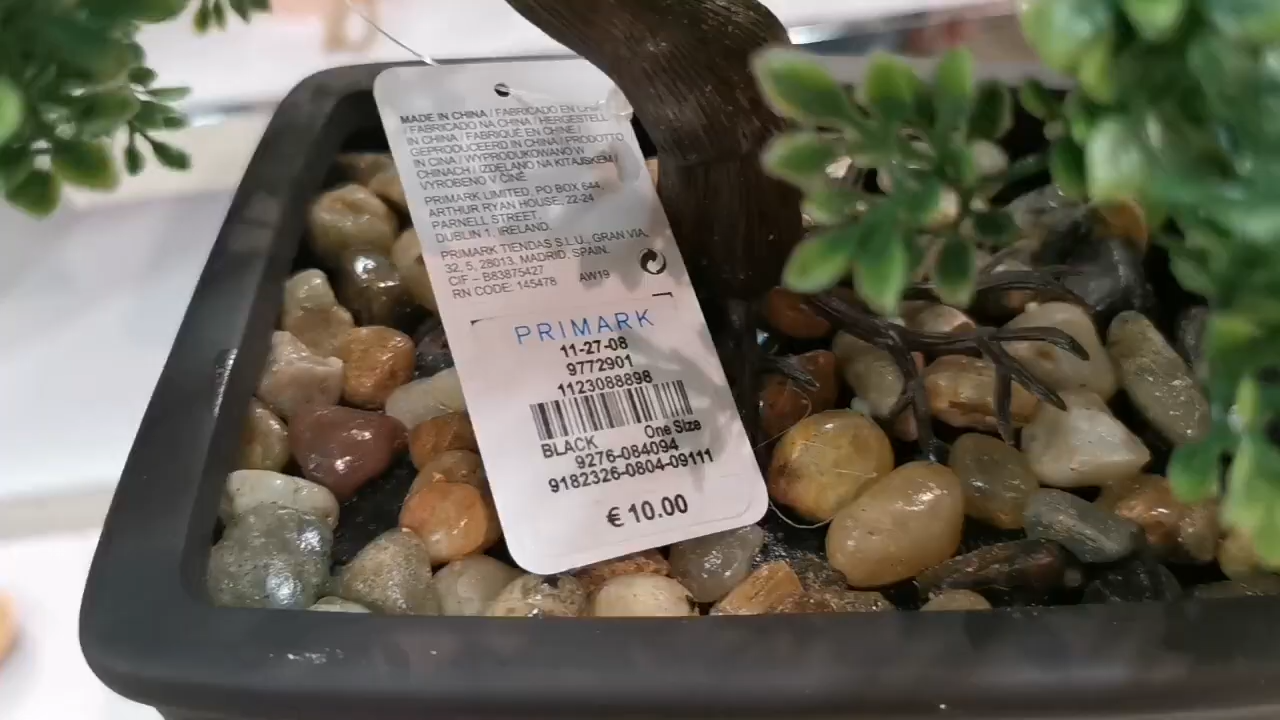 MADE IN CHINA / FABRICADO EN
/ FABRICADO NA CHINA / HERGESTELLT
IN CHINA / FABRIQUÉ EN CHINE /
GEPRODUCEERD IN CHINA / PRODOTTO
IN CINA / WYPRODUKOWANO W
CHINACH / IZDELANO NA KITAJSKEM /
VYROBENO V ČÍNĚ
PRIMARK LIMITED, PO BOX 644,
ARTHUR RYAN HOUSE, 22-24
PARNELL STREET,
DUBLIN 1, IRELAND.
PRIMARK TIENDAS S.L.U., GRAN VIA,
32, 5, 28013, MADRID, SPAIN.
CIF - B83875427
RN CODE: 145478 AW19
PRIMARK
11-27-08
9772901
1123088898
BLACK One Size
9276-084094
9182326-0804-09111
€ 10.00